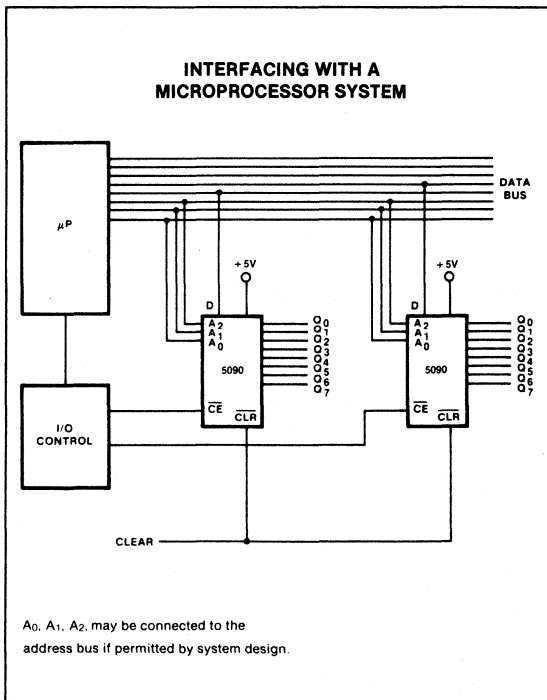 INTERFACING WITH A
MICROPROCESSOR SYSTEM
μP
DATA
BUS
+5V
+5V
D
D
A2
A1
A0
5090
CE
CLR
Q0
Q1
Q2
Q3
Q4
Q5
Q6
Q7
A2
A1
A0
5090
CE
CLR
Q0
Q1
Q2
Q3
Q4
Q5
Q6
Q7
I/O
CONTROL
CLEAR
A0, A1, A2, may be connected to the
address bus if permitted by system design.